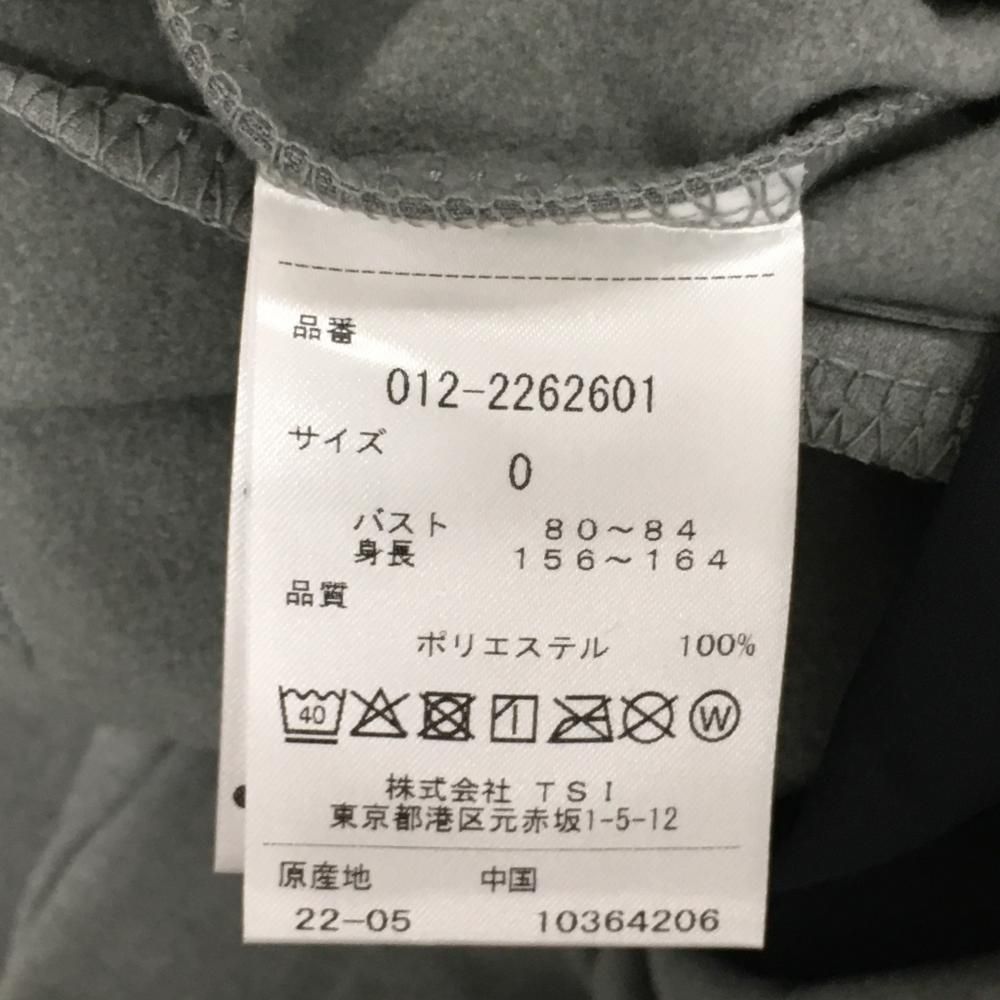 品番
012-2262601
サイズ
0
バスト 80～84
身長 156～164
品質
ポリエステル 100%
40 W
株式会社 TSI
東京都港区元赤坂1-5-12
原産地 中国
22-05 10364206